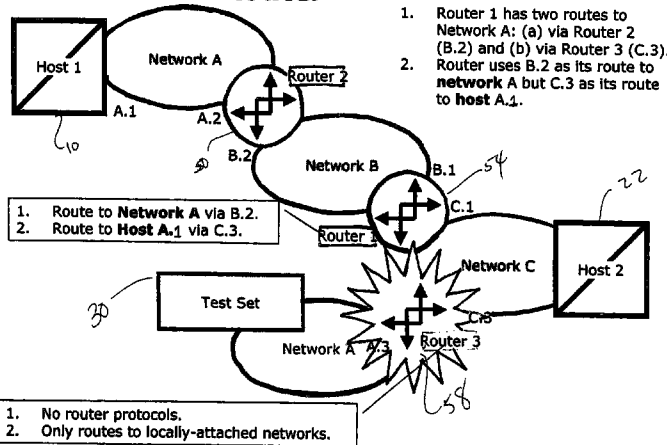 1. Router 1 has two routes to
Network A: (a) via Router 2
(B.2) and (b) via Router 3 (C.3).
2. Router uses B.2 as its route to
network A but C.3 as its route
to host A.1.
Host 1
Network A
Router 2
A.1
A.2
10
50
B.2
Network B
B.1
54
C.1
22
1. Route to Network A via B.2.
2. Route to Host A.1 via C.3.
Router 1
Network C
Host 2
30
Test Set
C.3
Network A
A.3
Router 3
58
1. No router protocols.
2. Only routes to locally-attached networks.